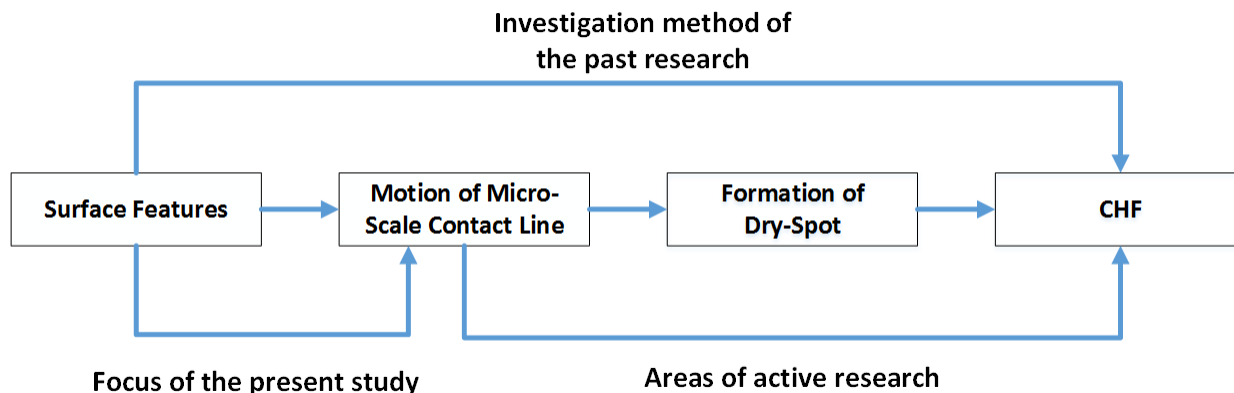 Investigation method of
the past research
Surface Features
Motion of Micro-
Scale Contact Line
Formation of
Dry-Spot
CHF
Focus of the present study
Areas of active research